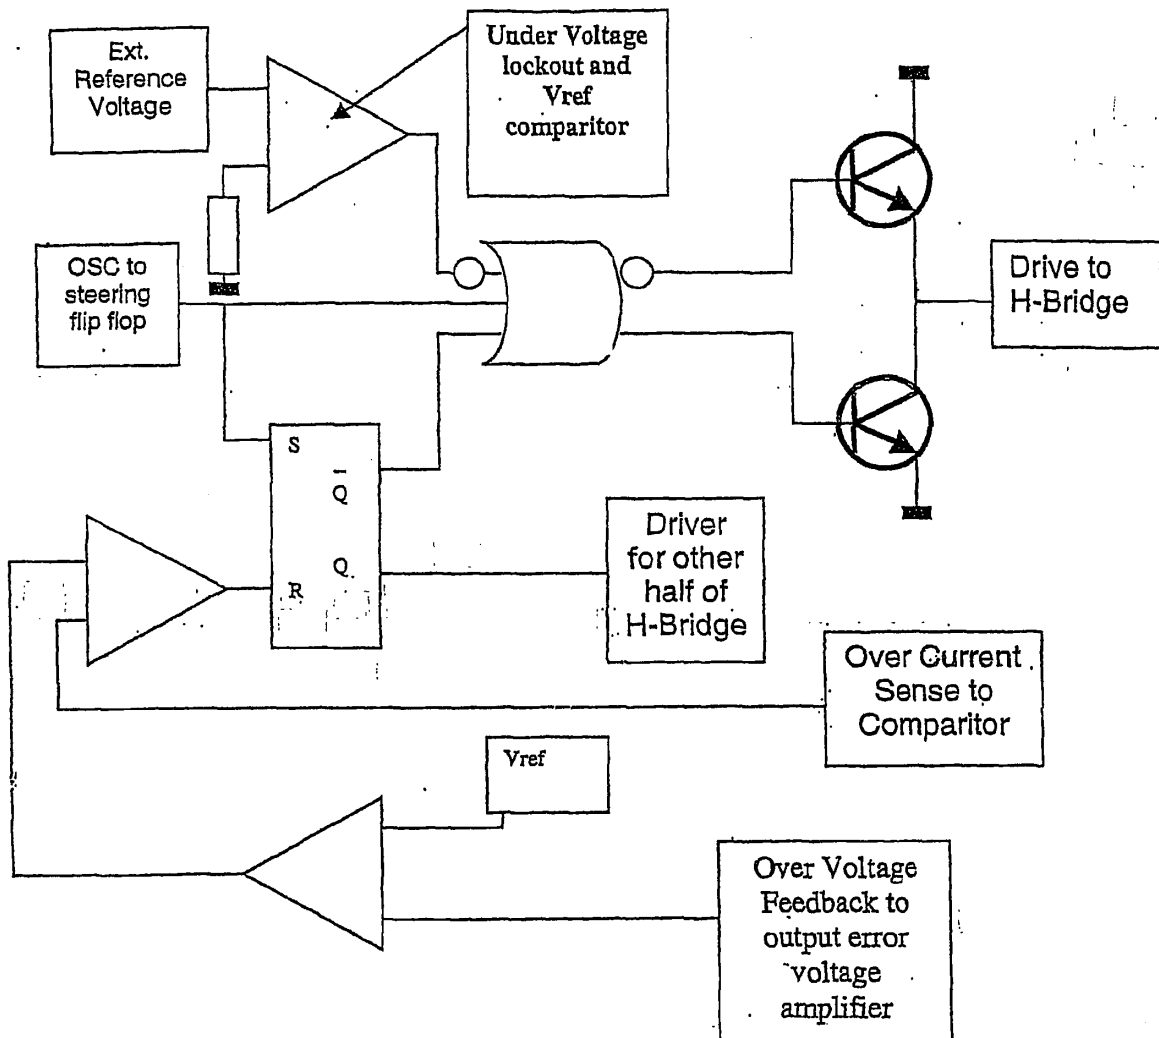 Ext.
Reference
Voltage
Under Voltage
lockout and
Vref
comparitor
OSC to
steering
flip flop
Drive to
H-Bridge
S
Q
Q
R
Driver
for other
half of
H-Bridge
Over Current
Sense to
Comparitor
Vref
Over Voltage
Feedback to
output error
voltage
amplifier